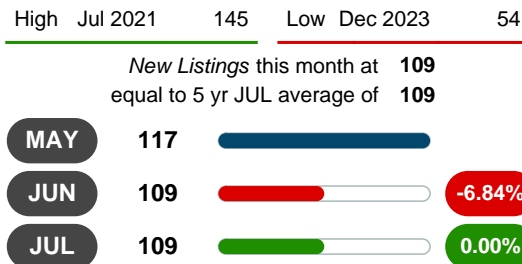 High Jul 2021 145 Low Dec 2023 54
New Listings this month at 109
equal to 5 yr JUL average of 109
MAY 117
JUN 109 -6.84%
JUL 109 0.00%